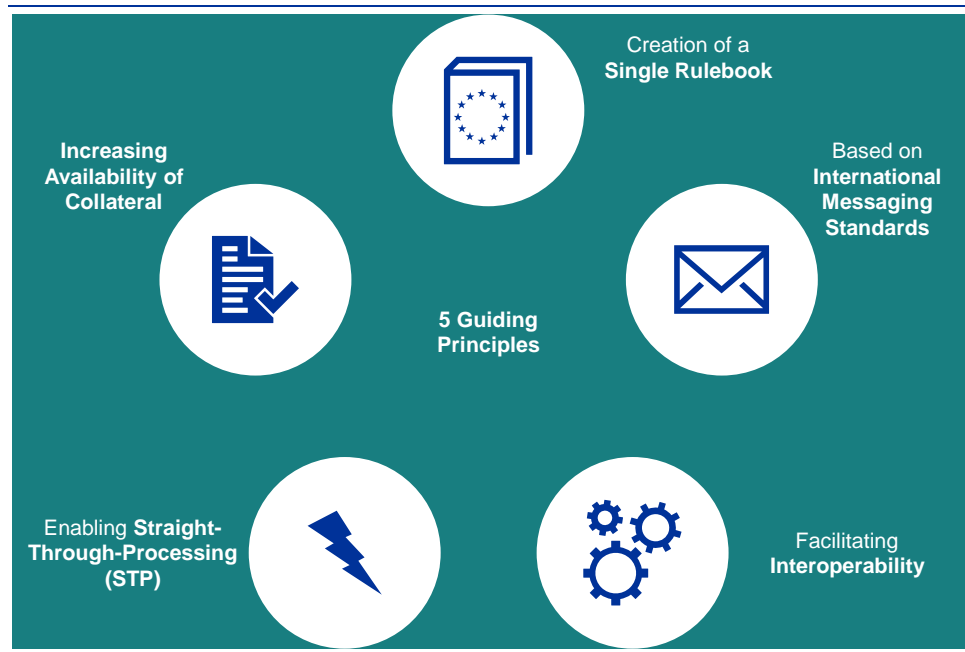 Creation of a
Single Rulebook
Increasing
Availability of
Collateral
Based on
International
Messaging
Standards
5 Guiding
Principles
Enabling Straight-
Through-Processing
(STP)
Facilitating
Interoperability